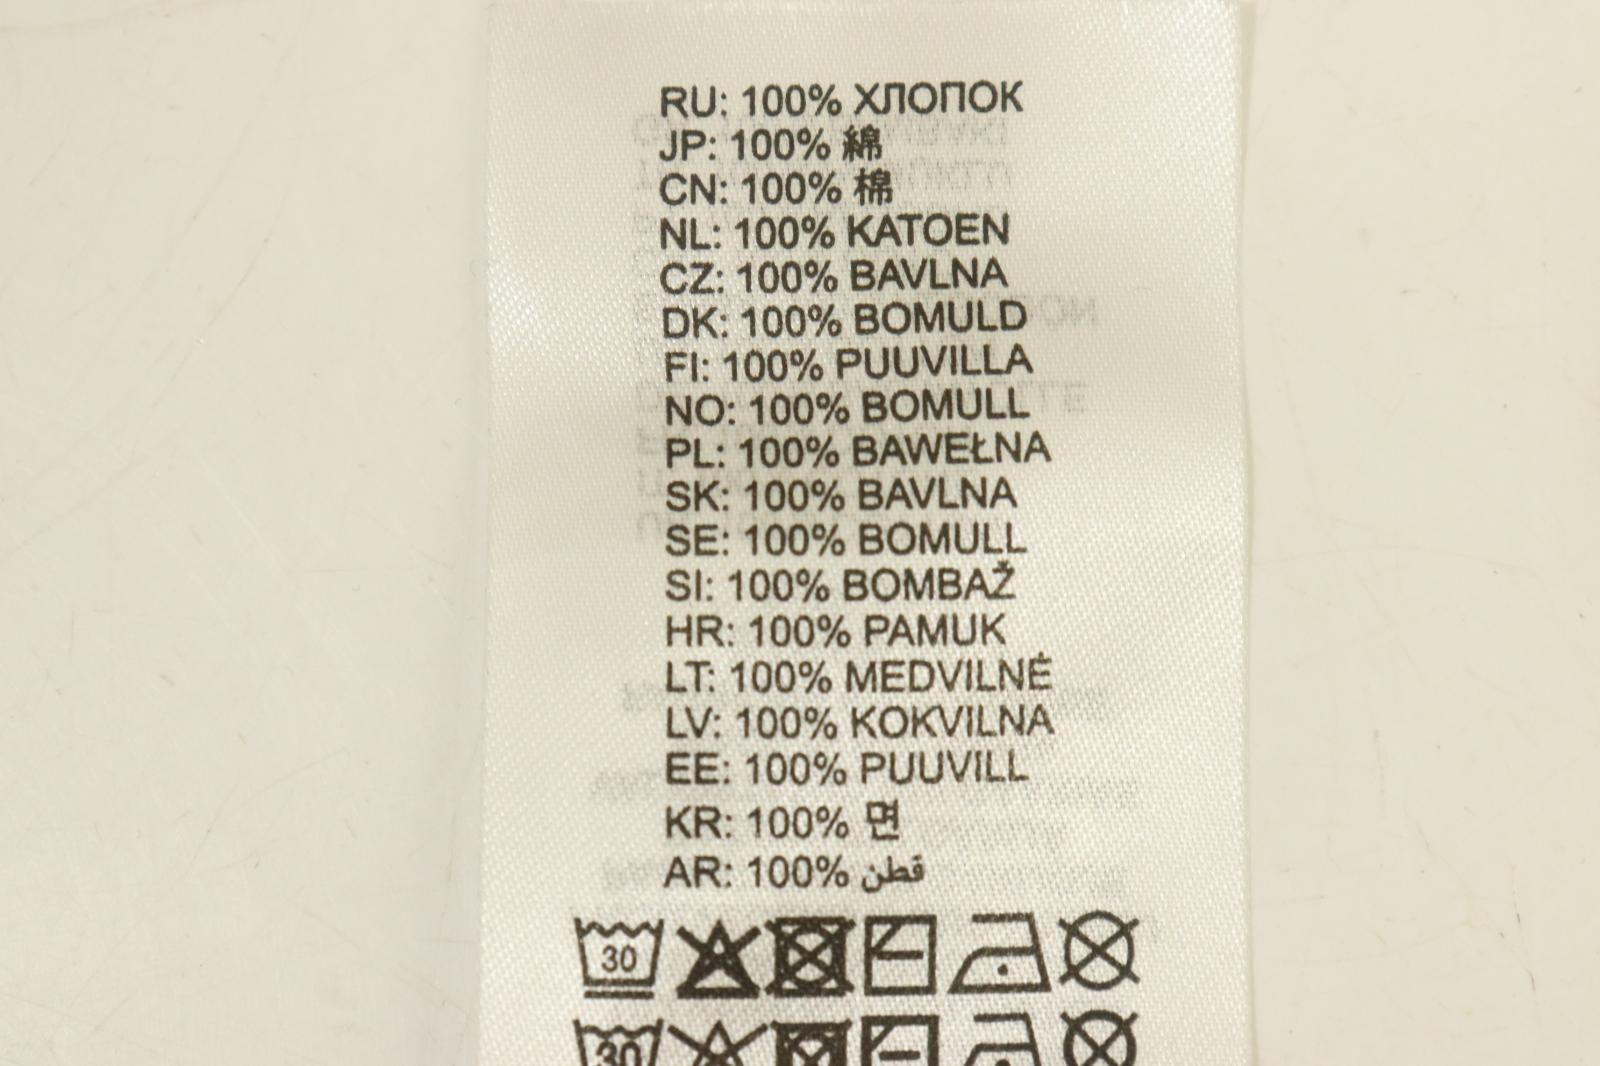 RU: 100% ХЛОПОК
JP: 100% 綿
CN: 100% 棉
NL: 100% KATOEN
CZ: 100% BAVLNA
DK: 100% BOMULD
FI: 100% PUUVILLA
NO: 100% BOMULL
PL: 100% BAWEŁNA
SK: 100% BAVLNA
SE: 100% BOMULL
SI: 100% BOMBAŽ
HR: 100% PAMUK
LT: 100% MEDVILNĖ
LV: 100% KOKVILNA
EE: 100% PUUVILL
KR: 100% 면
AR: 100% قطن
30
30